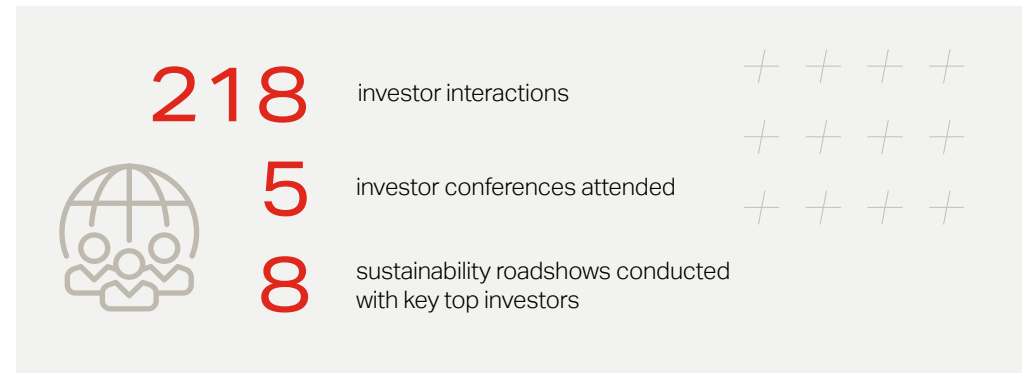 218 investor interactions
5 investor conferences attended
8 sustainability roadshows conducted
with key top investors